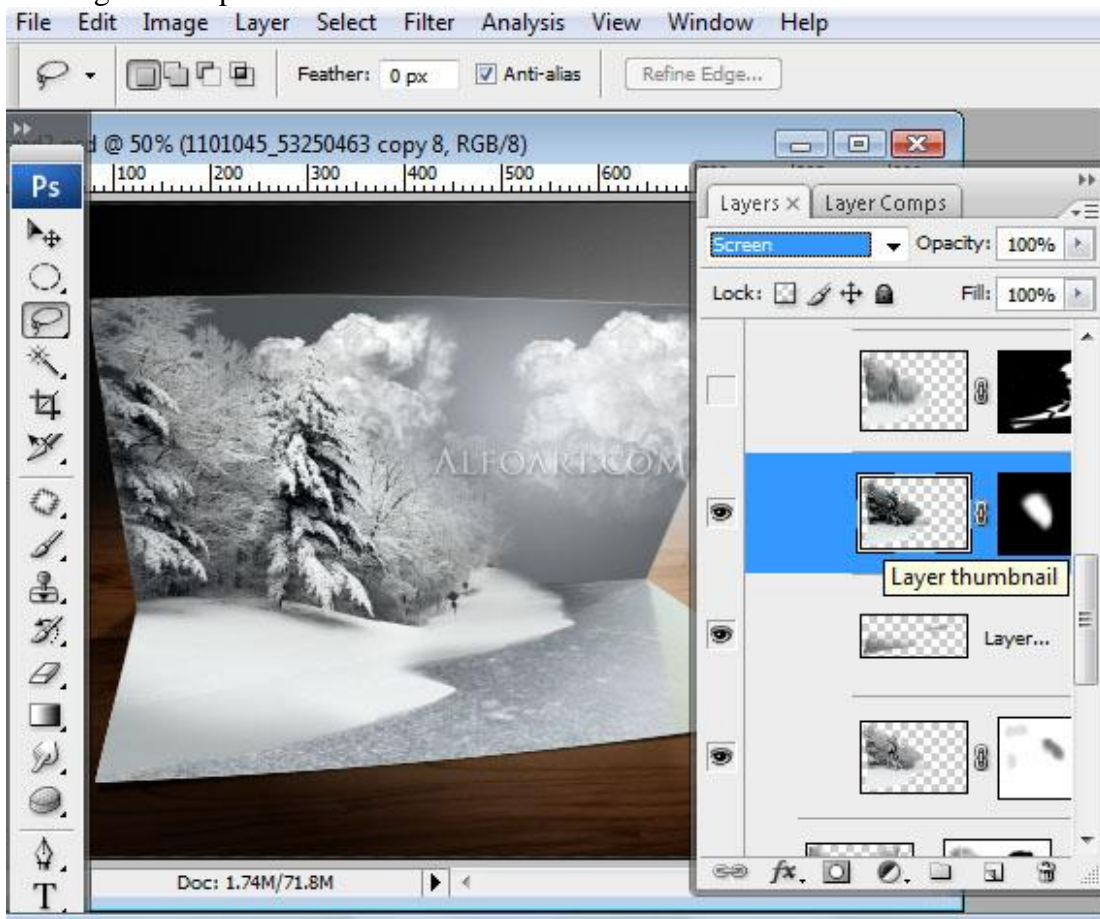 File Edit Image Layer Select Filter Analysis View Window Help
Feather: 0 px Anti-alias Refine Edge...
@ 50% (1101045_53250463 copy 8, RGB/8)
100 200 300 400 500 600
Ps
Layers × Layer Comps
Screen Opacity: 100%
Lock: Fill: 100%
ALFOART.COM
Layer thumbnail
Layer...
T
Doc: 1.74M/71.8M
fx.